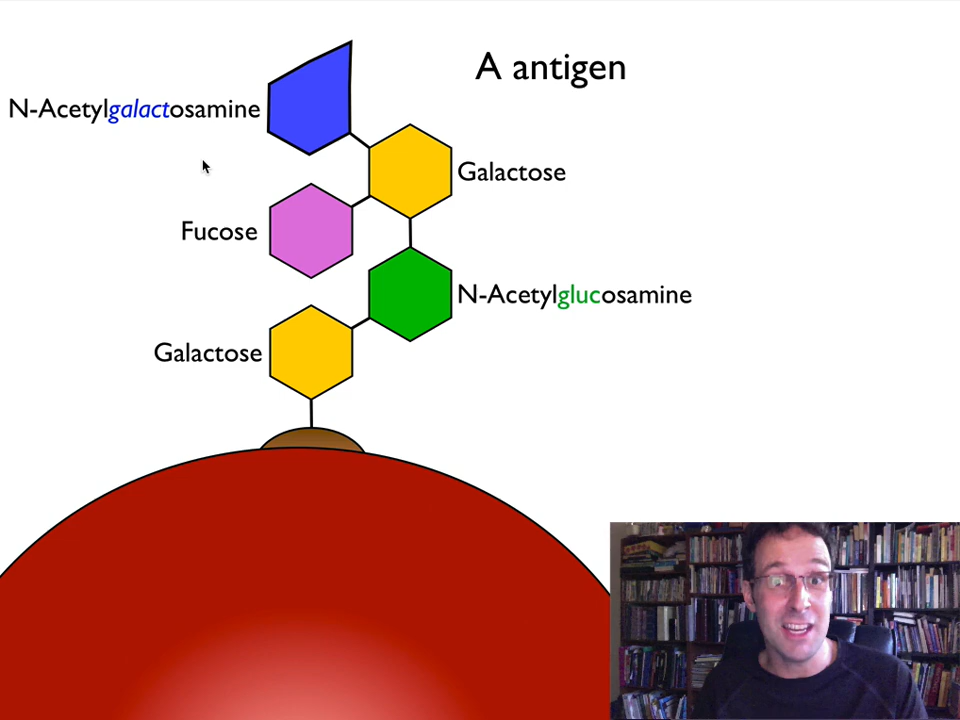 A antigen
N-Acetylgalactosamine
Galactose
Fucose
N-Acetylglucosamine
Galactose